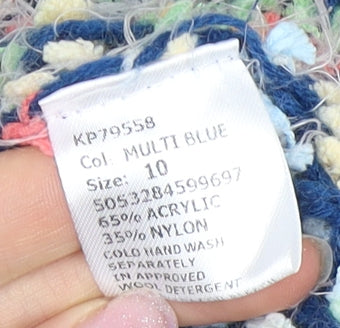 KP79558
Col: MULTI BLUE
Size: 10
5053284599697
65% ACRYLIC
35% NYLON
COLD HAND WASH
SEPARATELY
IN APPROVED
WOOL DETERGENT